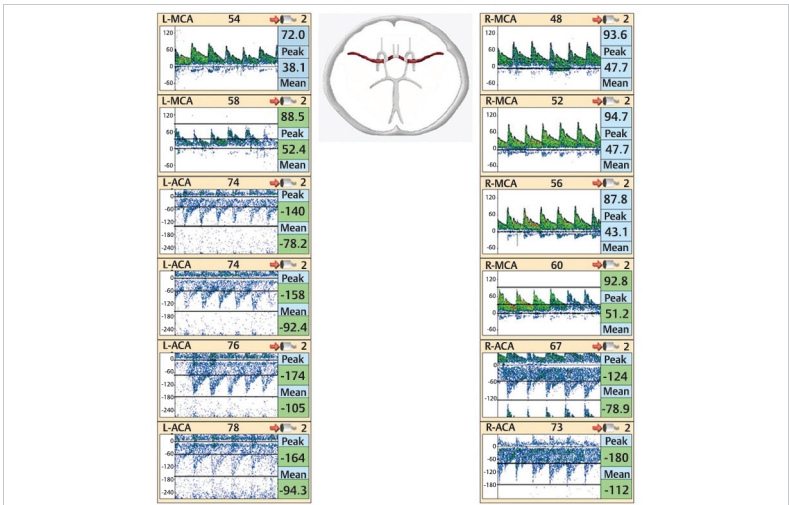 L-MCA 54 2
120
60
0
-60
72.0
Peak
38.1
Mean
L-MCA 58 2
120
60
0
-60
88.5
Peak
52.4
Mean
L-ACA 74 2
0
-60
-120
-180
-240
Peak
-140
Mean
-78.2
L-ACA 74 2
0
-60
-120
-180
-240
Peak
-158
Mean
-92.4
L-ACA 76 2
0
-60
-120
-180
Peak
-174
Mean
-105
L-ACA 78 2
0
-60
-120
-180
-240
Peak
-164
Mean
-94.3
R-MCA 48 2
120
60
0
-60
93.6
Peak
47.7
Mean
R-MCA 52 2
120
60
0
-60
94.7
Peak
47.7
Mean
R-MCA 56 2
120
60
0
-60
87.8
Peak
43.1
Mean
R-MCA 60 2
120
60
0
-60
92.8
Peak
51.2
Mean
R-ACA 67 2
0
-60
-120
Peak
-124
Mean
-78.9
R-ACA 73 2
0
-60
-120
-180
Peak
-180
Mean
-112